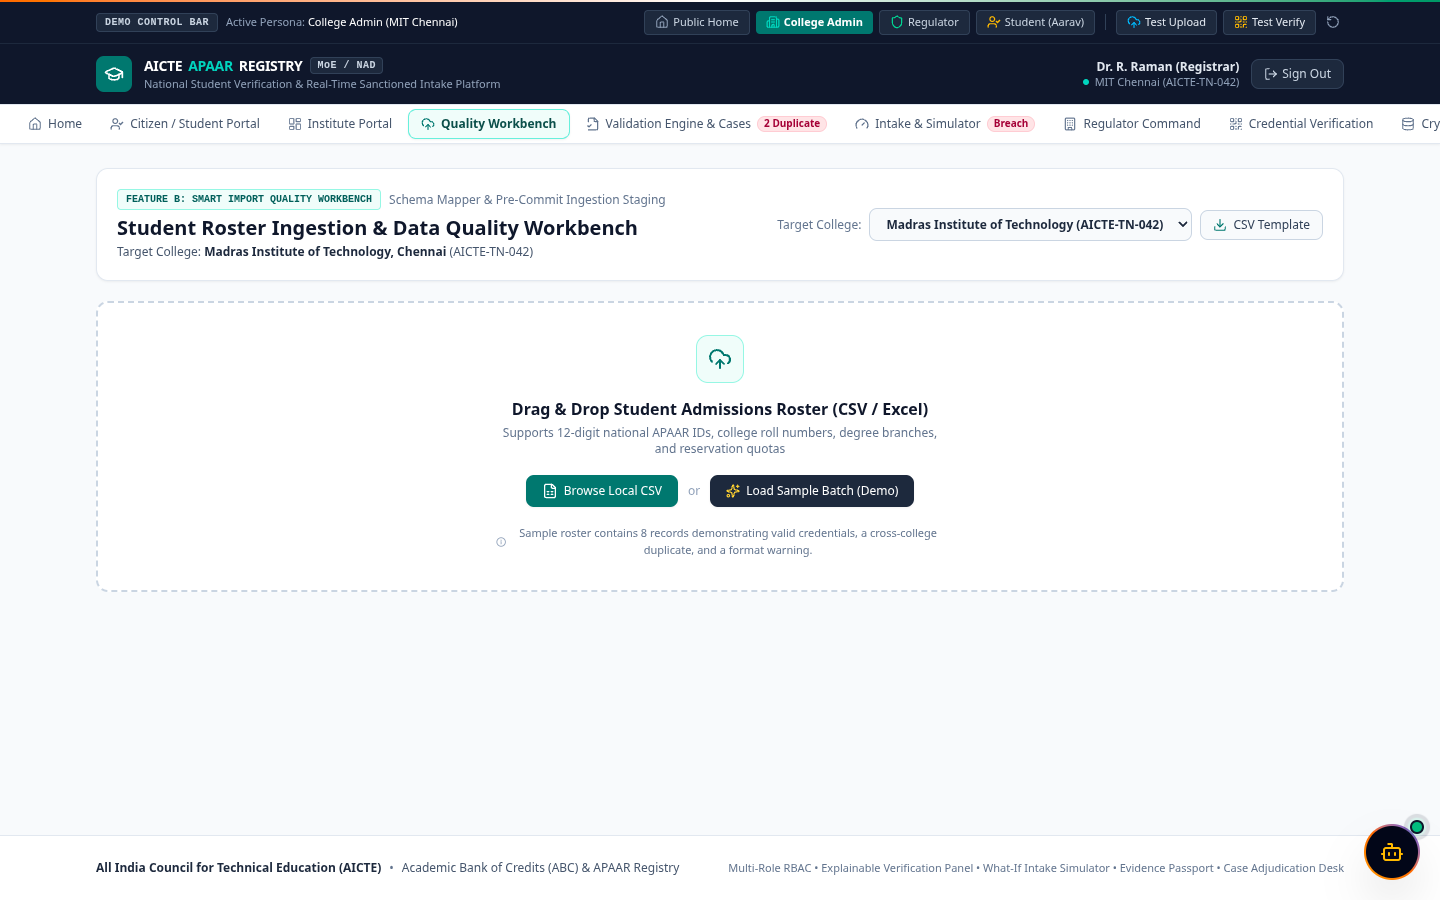 DEMO CONTROL BAR Active Persona: College Admin (MIT Chennai) Public Home College Admin Regulator Student (Aarav) Test Upload Test Verify
AICTE APAAR REGISTRY MoE / NAD
National Student Verification & Real-Time Sanctioned Intake Platform
Dr. R. Raman (Registrar)
MIT Chennai (AICTE-TN-042)
Sign Out
Home Citizen / Student Portal Institute Portal Quality Workbench Validation Engine & Cases 2 Duplicate Intake & Simulator Breach Regulator Command Credential Verification Cry
FEATURE B: SMART IMPORT QUALITY WORKBENCH Schema Mapper & Pre-Commit Ingestion Staging
Student Roster Ingestion & Data Quality Workbench
Target College: Madras Institute of Technology, Chennai (AICTE-TN-042)
Target College: Madras Institute of Technology (AICTE-TN-042) CSV Template
Drag & Drop Student Admissions Roster (CSV / Excel)
Supports 12-digit national APAAR IDs, college roll numbers, degree branches,
and reservation quotas
Browse Local CSV or Load Sample Batch (Demo)
Sample roster contains 8 records demonstrating valid credentials, a cross-college
duplicate, and a format warning.
All India Council for Technical Education (AICTE) • Academic Bank of Credits (ABC) & APAAR Registry
Multi-Role RBAC • Explainable Verification Panel • What-If Intake Simulator • Evidence Passport • Case Adjudication Desk